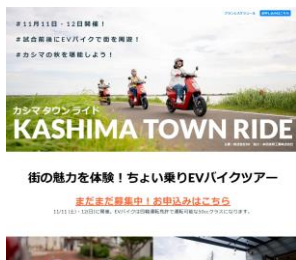 #11月11日・12日開催！
#試合前後にEVバイクで街を周遊！
#カシマの秋を堪能しよう！
カシマ タウン ライド
KASHIMA TOWN RIDE
街の魅力を体験！ちょい乗りEVバイクツアー
まだまだ募集中！お申込みはこちら